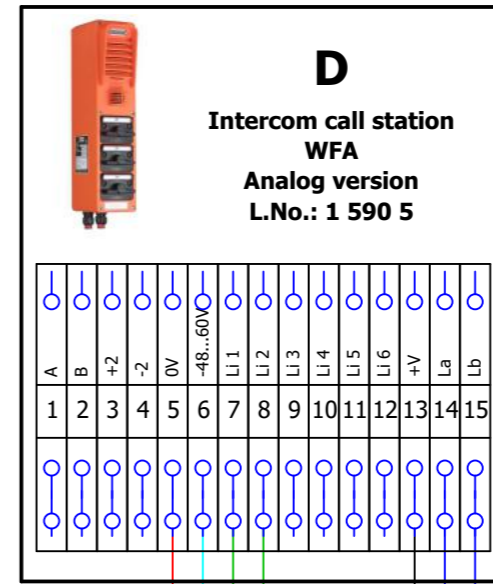 D
Intercom call station
WFA
Analog version
L.No.: 1 590 5
A B +2 -2 0V -48...60V Li 1 Li 2 Li 3 Li 4 Li 5 Li 6 +V La Lb
1 2 3 4 5 6 7 8 9 10 11 12 13 14 15